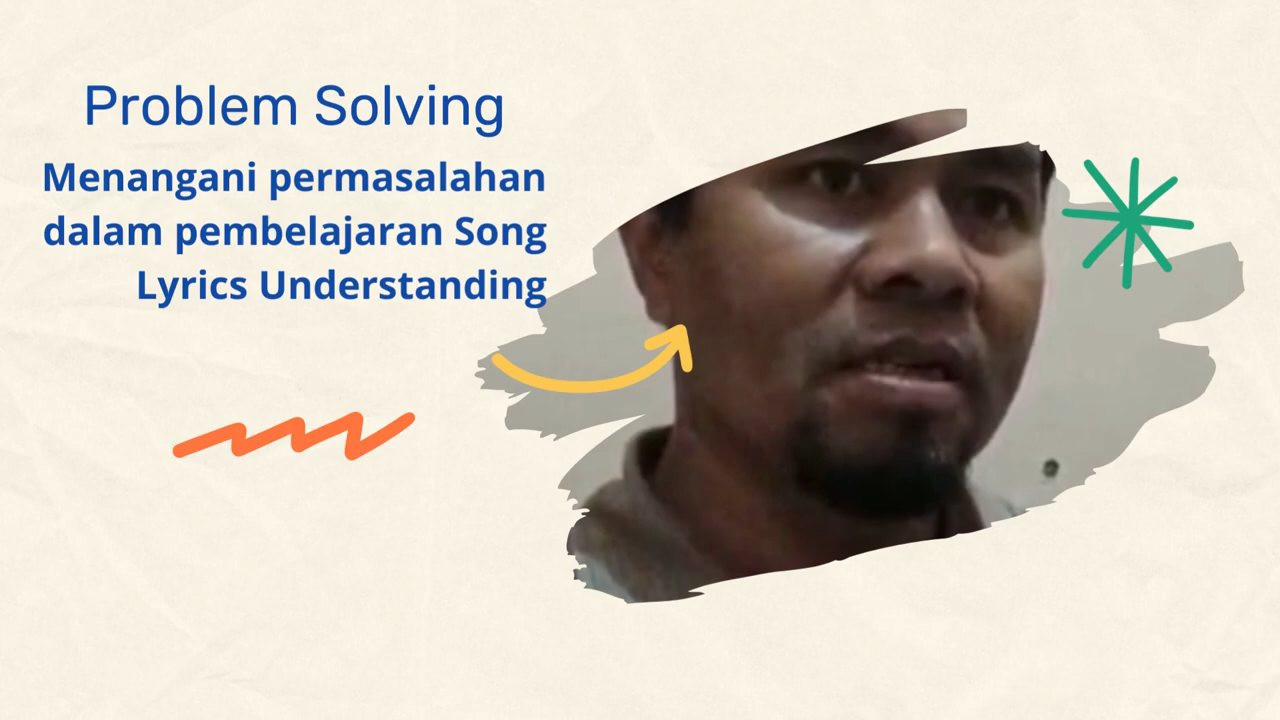 Problem Solving
Menangani permasalahan
dalam pembelajaran Song
Lyrics Understanding